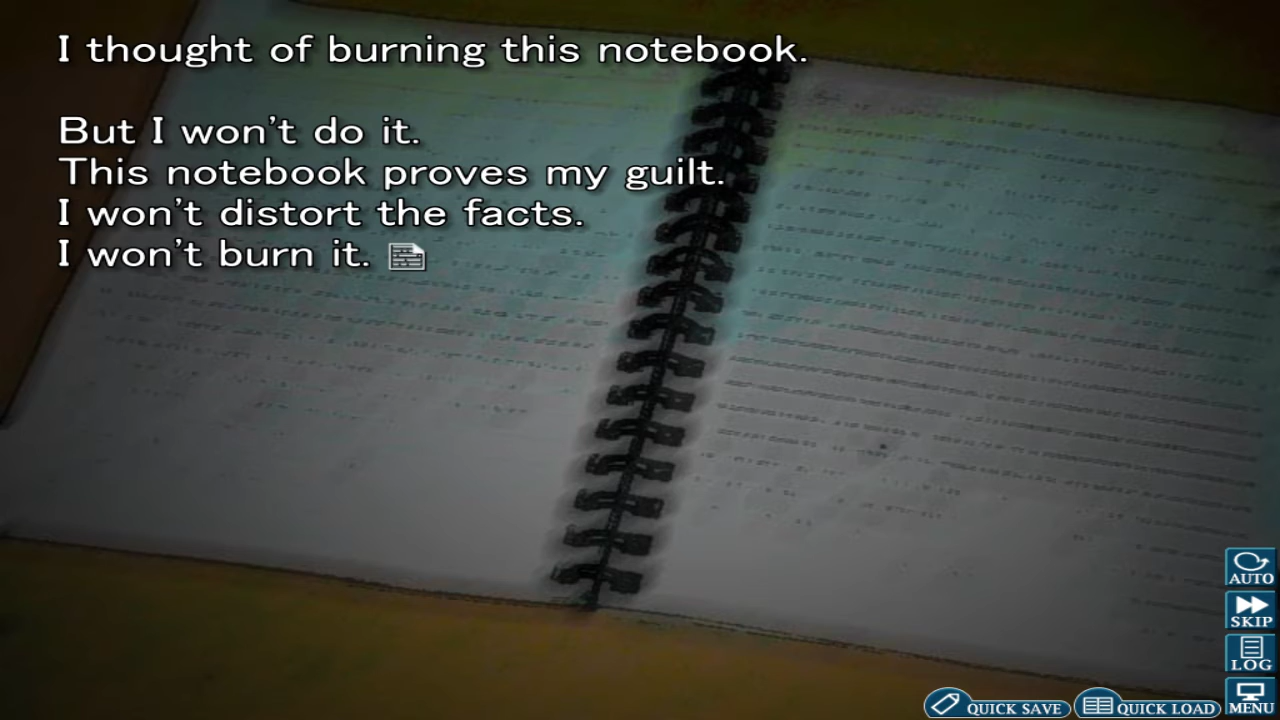 I thought of burning this notebook.
But I won't do it.
This notebook proves my guilt.
I won't distort the facts.
I won't burn it.
AUTO
SKIP
LOG
MENU
QUICK SAVE
QUICK LOAD